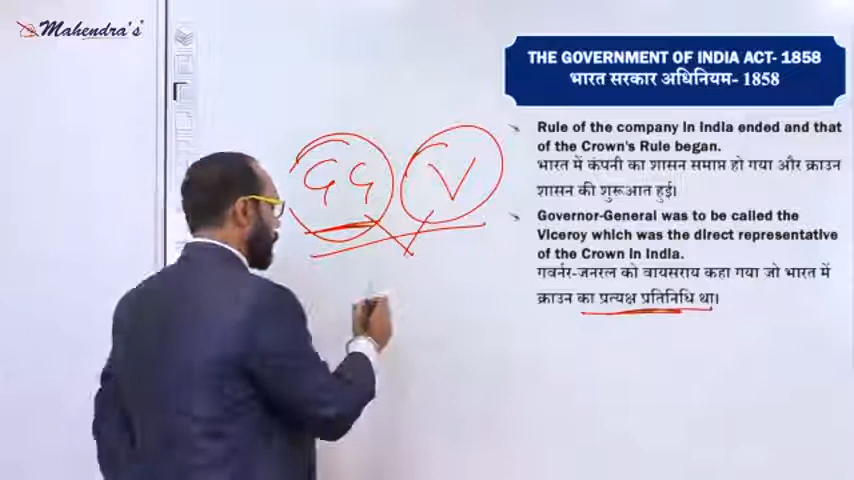 Mahendra's
THE GOVERNMENT OF INDIA ACT- 1858
भारत सरकार अधिनियम- 1858
Rule of the company in India ended and that
of the Crown's Rule began.
भारत में कंपनी का शासन समाप्त हो गया और क्राउन
शासन की शुरूआत हुई।
GG V
Governor-General was to be called the
Viceroy which was the direct representative
of the Crown in India.
गवर्नर-जनरल को वायसराय कहा गया जो भारत में
क्राउन का प्रत्यक्ष प्रतिनिधि था।